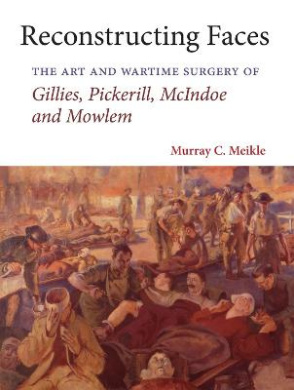 Reconstructing Faces
THE ART AND WARTIME SURGERY OF
Gillies, Pickerill, McIndoe
and Mowlem
Murray C. Meikle